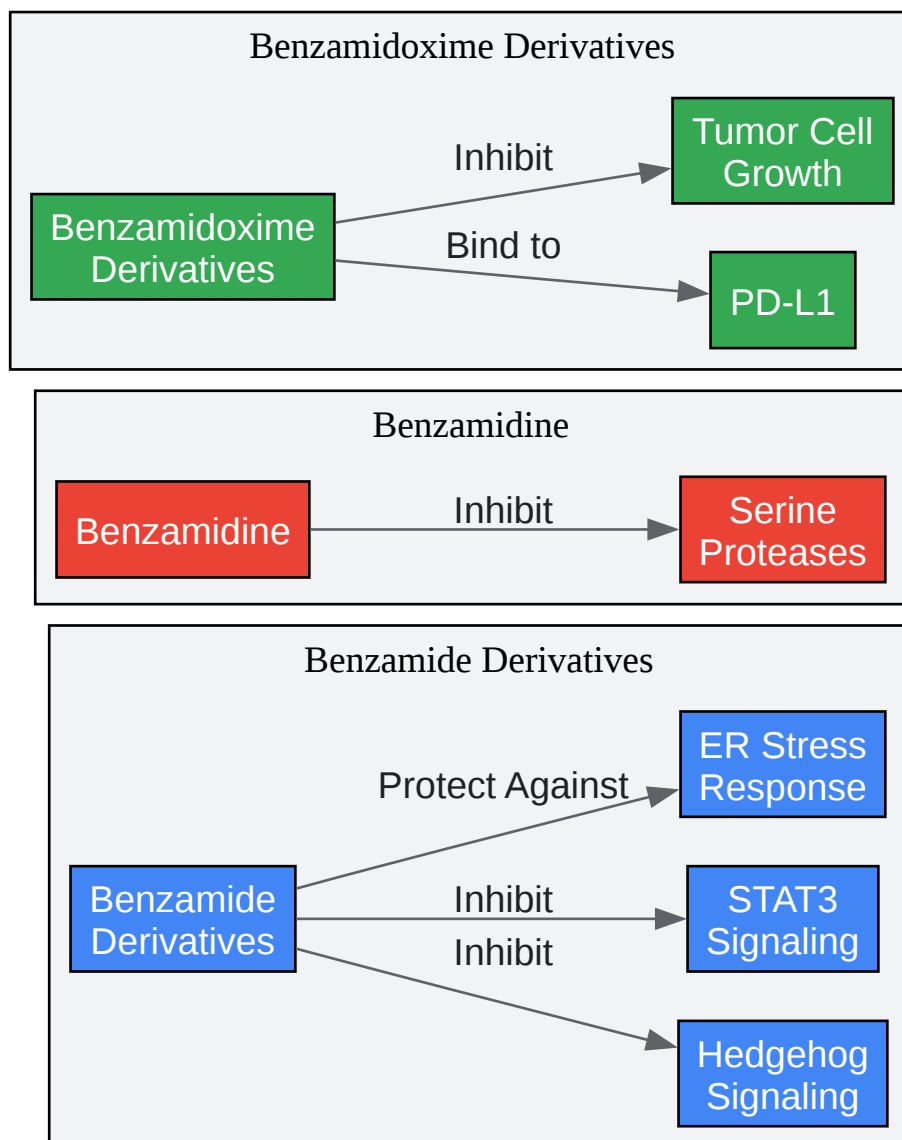 Benzamidoxime Derivatives
Tumor Cell
Growth
Inhibit
Benzamidoxime
Derivatives
Bind to
PD-L1
Benzamidine
Benzamidine
Inhibit
Serine
Proteases
Benzamide Derivatives
ER Stress
Response
Protect Against
Benzamide
Derivatives
Inhibit
STAT3
Signaling
Inhibit
Hedgehog
Signaling